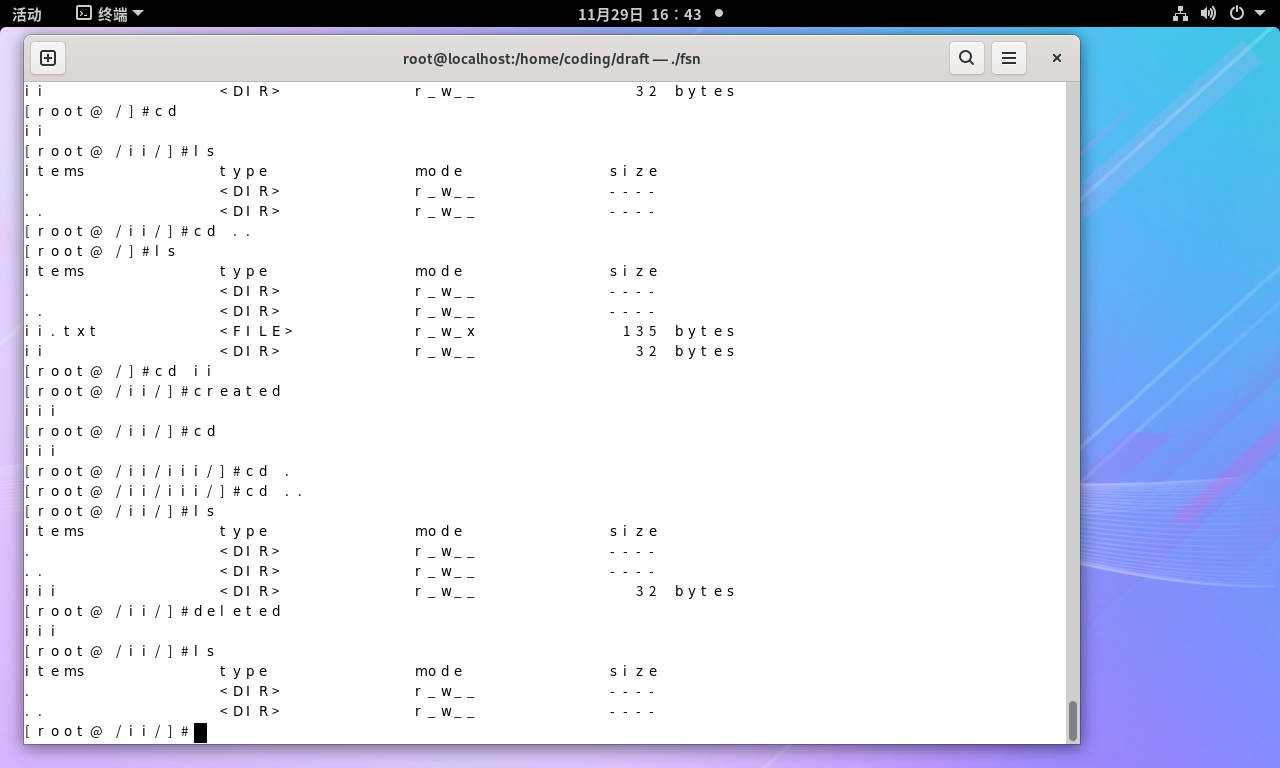 活动 终端 11月29日 16：43
root@localhost:/home/coding/draft — ./fsn
ii <DIR> r_w__ 32 bytes
[root@ /]#cd
ii
[root@ /ii/]#ls
items type mode size
. <DIR> r_w__ ----
.. <DIR> r_w__ ----
[root@ /ii/]#cd ..
[root@ /]#ls
items type mode size
. <DIR> r_w__ ----
.. <DIR> r_w__ ----
ii.txt <FILE> r_w_x 135 bytes
ii <DIR> r_w__ 32 bytes
[root@ /]#cd ii
[root@ /ii/]#created
iii
[root@ /ii/]#cd
iii
[root@ /ii/iii/]#cd .
[root@ /ii/iii/]#cd ..
[root@ /ii/]#ls
items type mode size
. <DIR> r_w__ ----
.. <DIR> r_w__ ----
iii <DIR> r_w__ 32 bytes
[root@ /ii/]#deleted
iii
[root@ /ii/]#ls
items type mode size
. <DIR> r_w__ ----
.. <DIR> r_w__ ----
[root@ /ii/]#